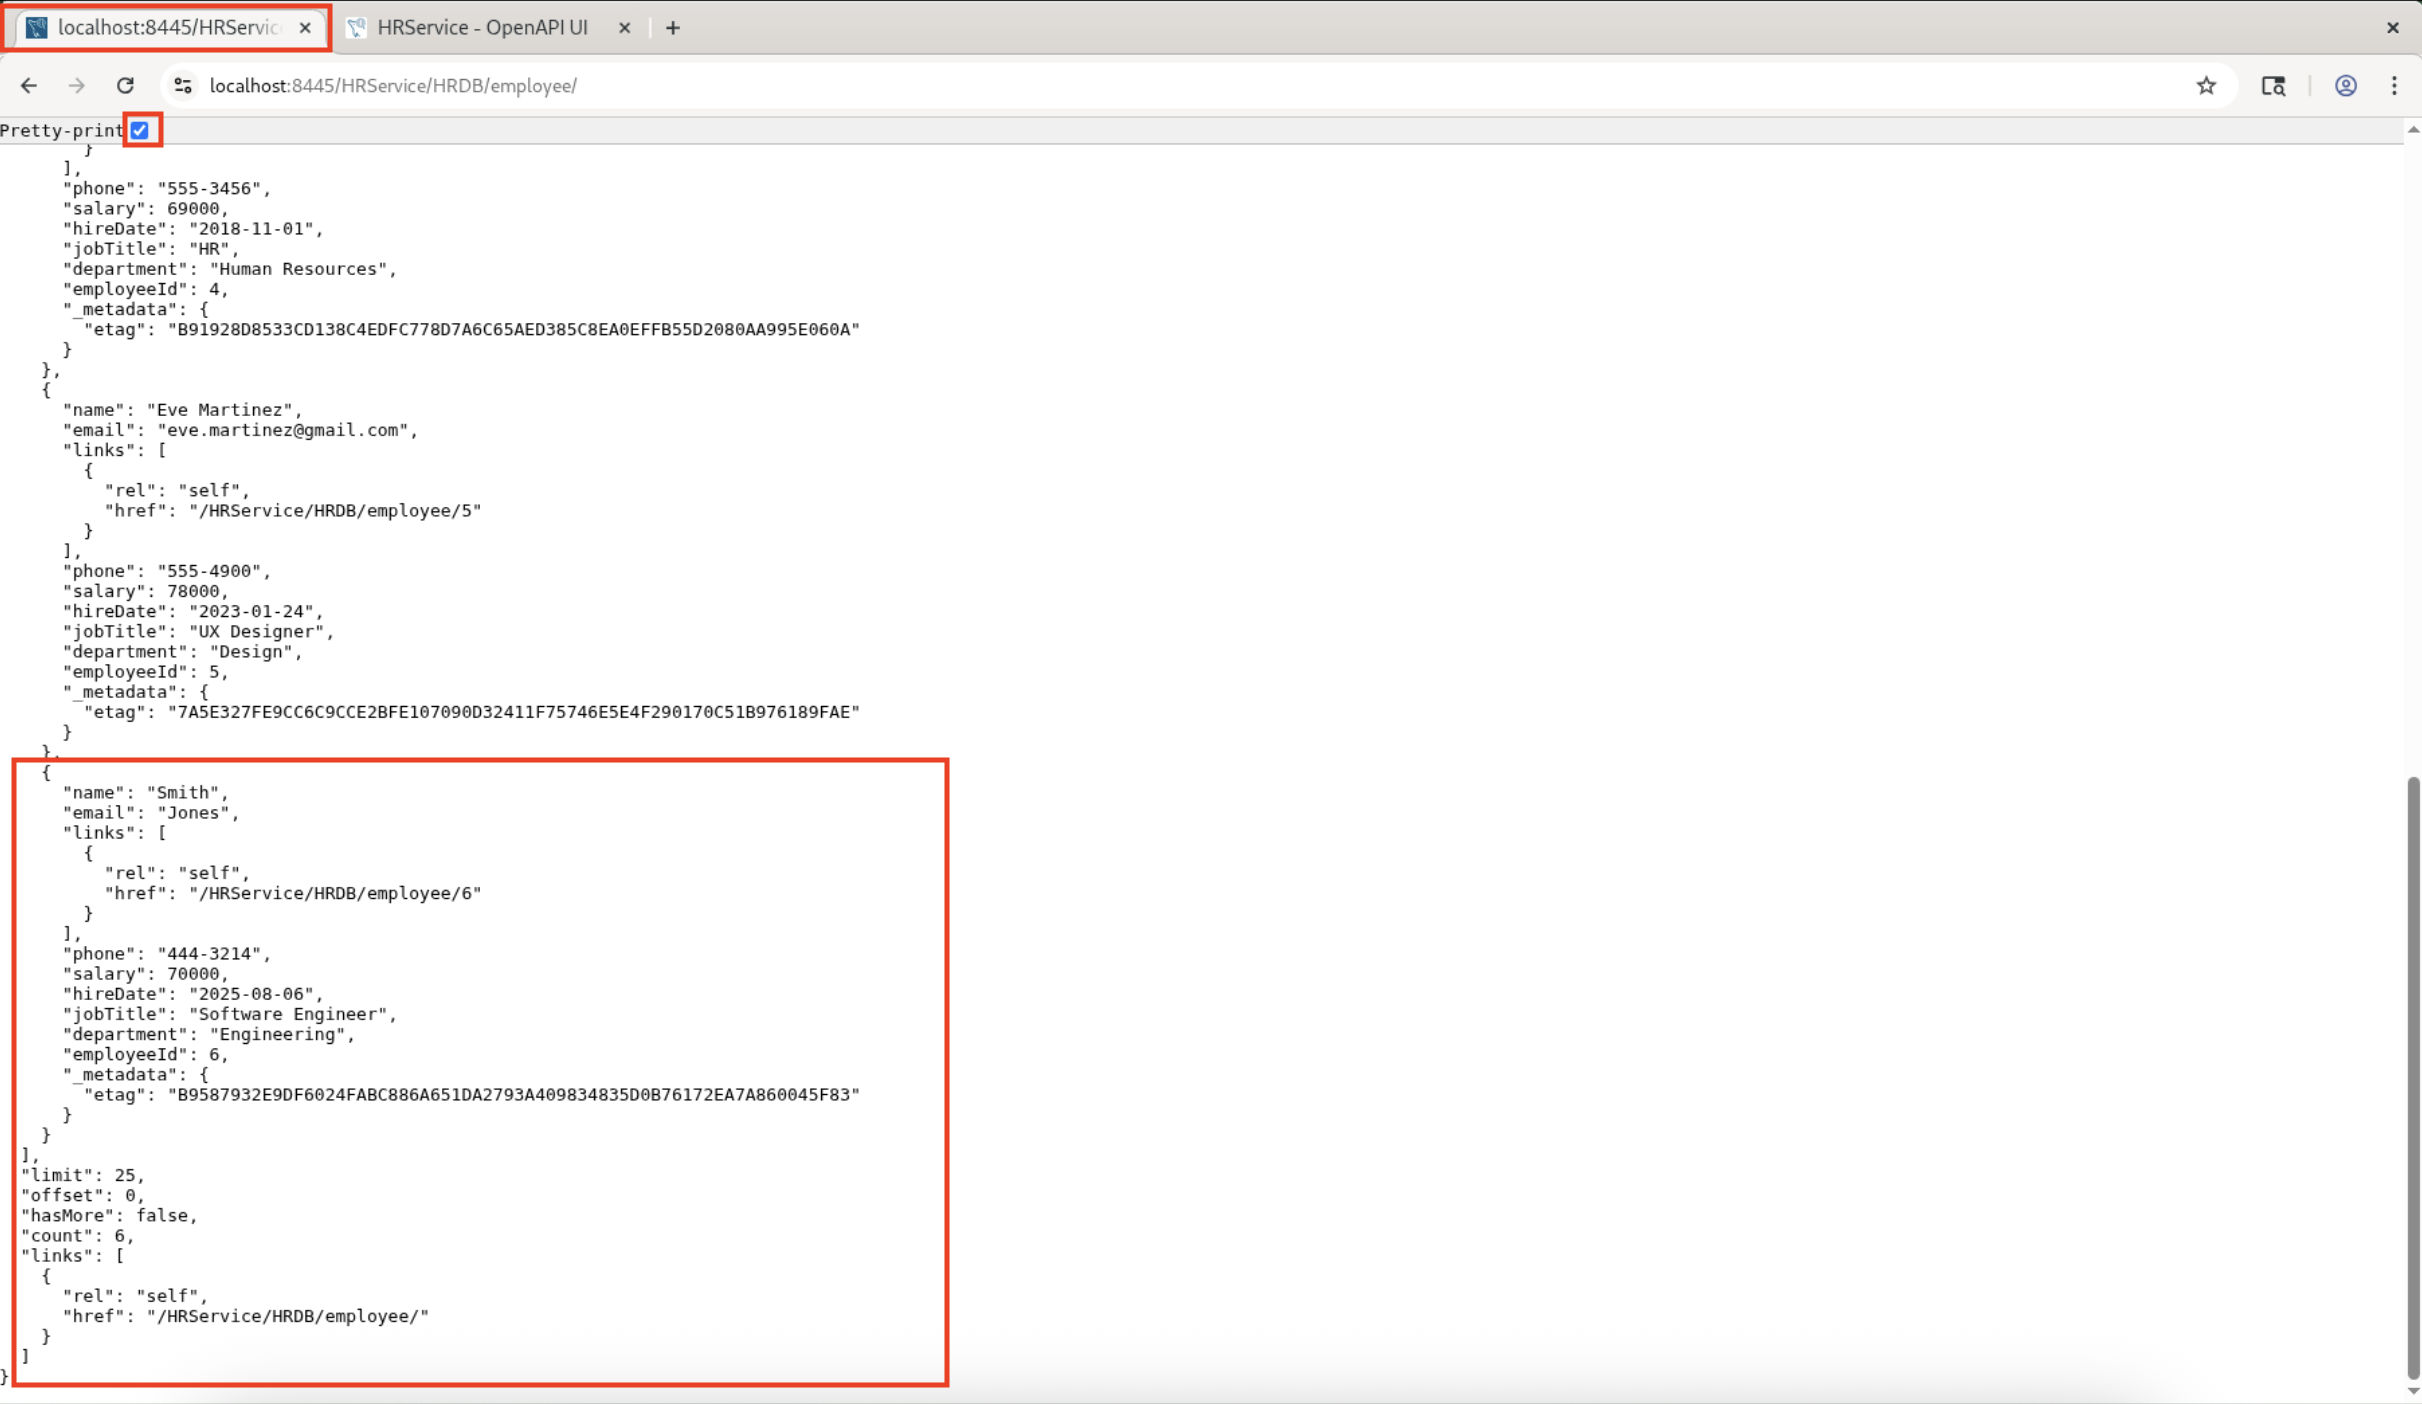 localhost:8445/HRServic
HRService - OpenAPI UI
localhost:8445/HRService/HRDB/employee/
Pretty-print
      }
      ],
      "phone": "555-3456",
      "salary": 69000,
      "hireDate": "2018-11-01",
      "jobTitle": "HR",
      "department": "Human Resources",
      "employeeId": 4,
      "_metadata": {
        "etag": "B91928D8533CD138C4EDFC778D7A6C65AED385C8EA0EFFB55D2080AA995E060A"
      }
    },
    {
      "name": "Eve Martinez",
      "email": "eve.martinez@gmail.com",
      "links": [
        {
          "rel": "self",
          "href": "/HRService/HRDB/employee/5"
        }
      ],
      "phone": "555-4900",
      "salary": 78000,
      "hireDate": "2023-01-24",
      "jobTitle": "UX Designer",
      "department": "Design",
      "employeeId": 5,
      "_metadata": {
        "etag": "7A5E327FE9CC6C9CCE2BFE107090D32411F75746E5E4F290170C51B976189FAE"
      }
    },
    {
      "name": "Smith",
      "email": "Jones",
      "links": [
        {
          "rel": "self",
          "href": "/HRService/HRDB/employee/6"
        }
      ],
      "phone": "444-3214",
      "salary": 70000,
      "hireDate": "2025-08-06",
      "jobTitle": "Software Engineer",
      "department": "Engineering",
      "employeeId": 6,
      "_metadata": {
        "etag": "B9587932E9DF6024FABC886A651DA2793A409834835D0B76172EA7A860045F83"
      }
    }
  ],
  "limit": 25,
  "offset": 0,
  "hasMore": false,
  "count": 6,
  "links": [
    {
      "rel": "self",
      "href": "/HRService/HRDB/employee/"
    }
  ]
}